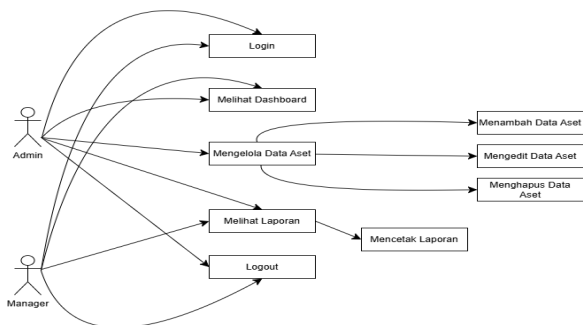 Login
Melihat Dashboard
Admin
Mengelola Data Aset
Menambah Data Aset
Mengedit Data Aset
Menghapus Data
Aset
Melihat Laporan
Mencetak Laporan
Logout
Manager